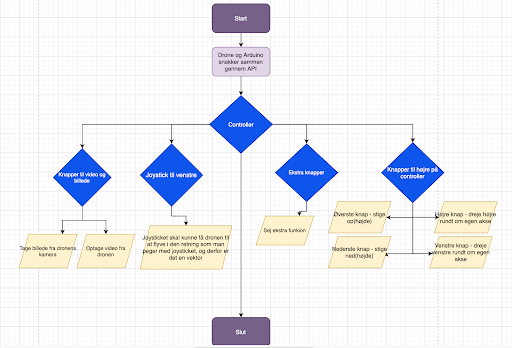 Start
Drone og Arduino
snakker sammen
gennem API
Controller
Knapper til video og
billede
Joystick til venstre
Ekstra knapper
Knapper til højre på
controller
Tage billede fra dronens
kamera
Optage video fra
dronen
Joysticket skal kunne få dronen til
at flyve i den retning som man
peger med joysticket, og derfor er
det en vektor
Sej ekstra funkion
Øverste knap - stige
op(højde)
Højre knap - dreje højre
rundt om egen akse
Nederste knap - stige
ned(højde)
Venstre knap - dreje
venstre rundt om egen
akse
Slut